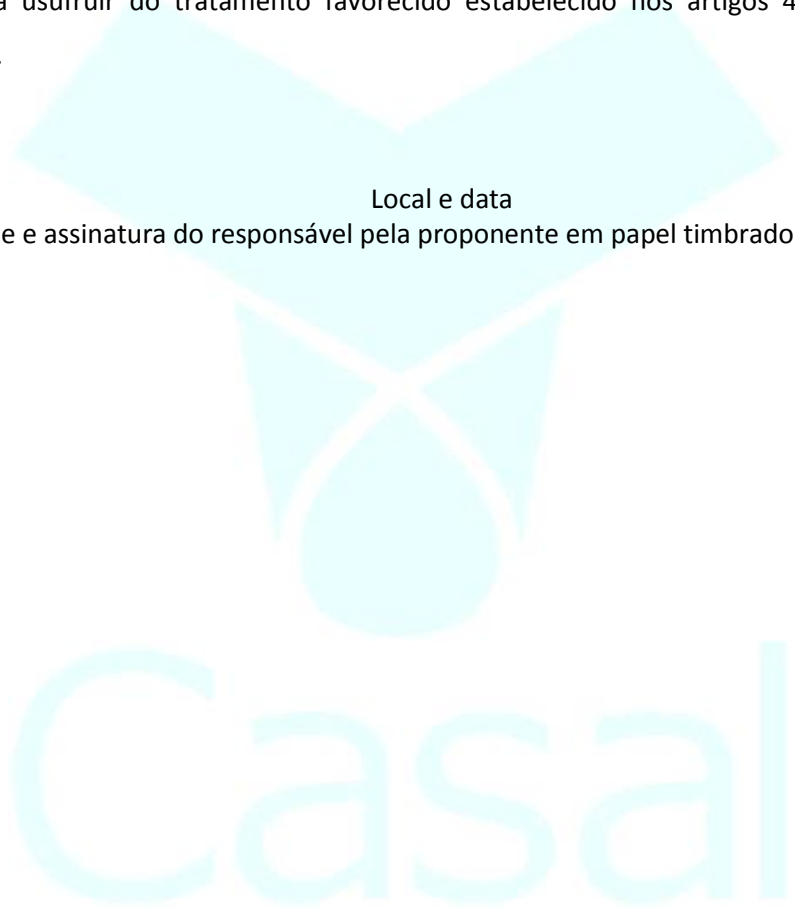 a usufruir do tratamento favorecido estabelecido nos artigos 4
.
Local e data
e e assinatura do responsável pela proponente em papel timbrado
Casal